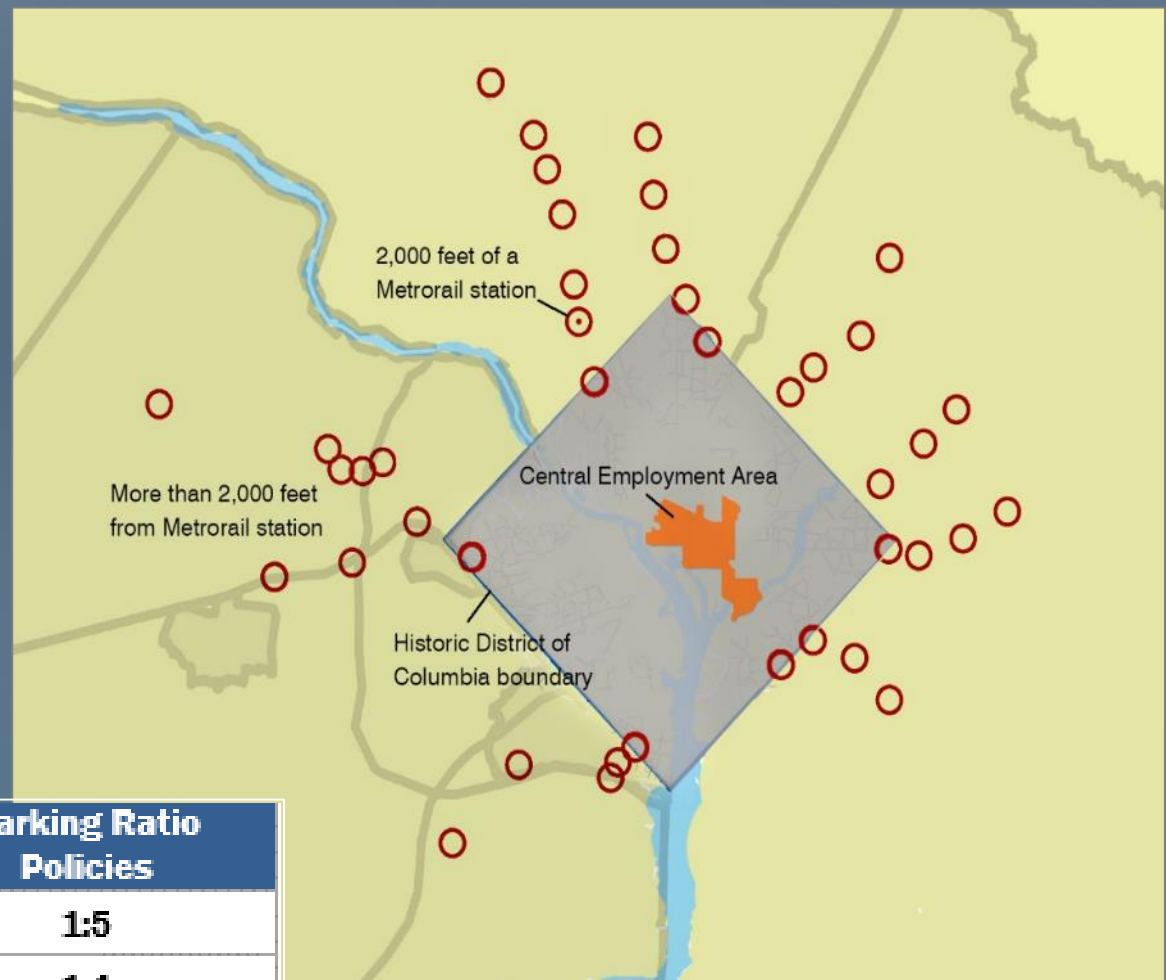 2,000 feet of a
Metrorail station
Central Employment Area
More than 2,000 feet
from Metrorail station
Historic District of
Columbia boundary
arking Ratio
Policies
1:5